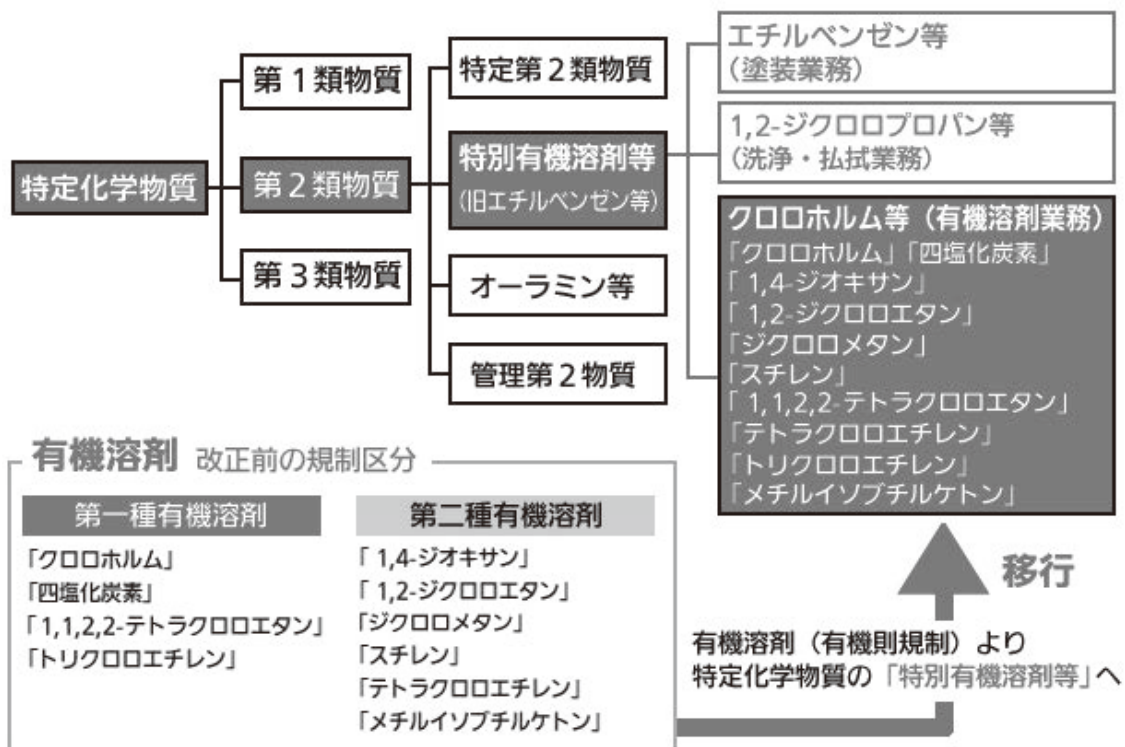 特定化学物質
第1類物質
第2類物質
第3類物質
特定第2類物質
特別有機溶剤等
(旧エチルベンゼン等)
オーラミン等
管理第2物質
エチルベンゼン等
(塗装業務)
1,2-ジクロロプロパン等
(洗浄・払拭業務)
クロロホルム等(有機溶剤業務)
「クロロホルム」「四塩化炭素」
「1,4-ジオキサン」
「1,2-ジクロロエタン」
「ジクロロメタン」
「スチレン」
「1,1,2,2-テトラクロロエタン」
「テトラクロロエチレン」
「トリクロロエチレン」
「メチルイソブチルケトン」
有機溶剤 改正前の規制区分
第一種有機溶剤
「クロロホルム」
「四塩化炭素」
「1,1,2,2-テトラクロロエタン」
「トリクロロエチレン」
第二種有機溶剤
「1,4-ジオキサン」
「1,2-ジクロロエタン」
「ジクロロメタン」
「スチレン」
「テトラクロロエチレン」
「メチルイソブチルケトン」
移行
有機溶剤(有機則規制)より
特定化学物質の「特別有機溶剤等」へ